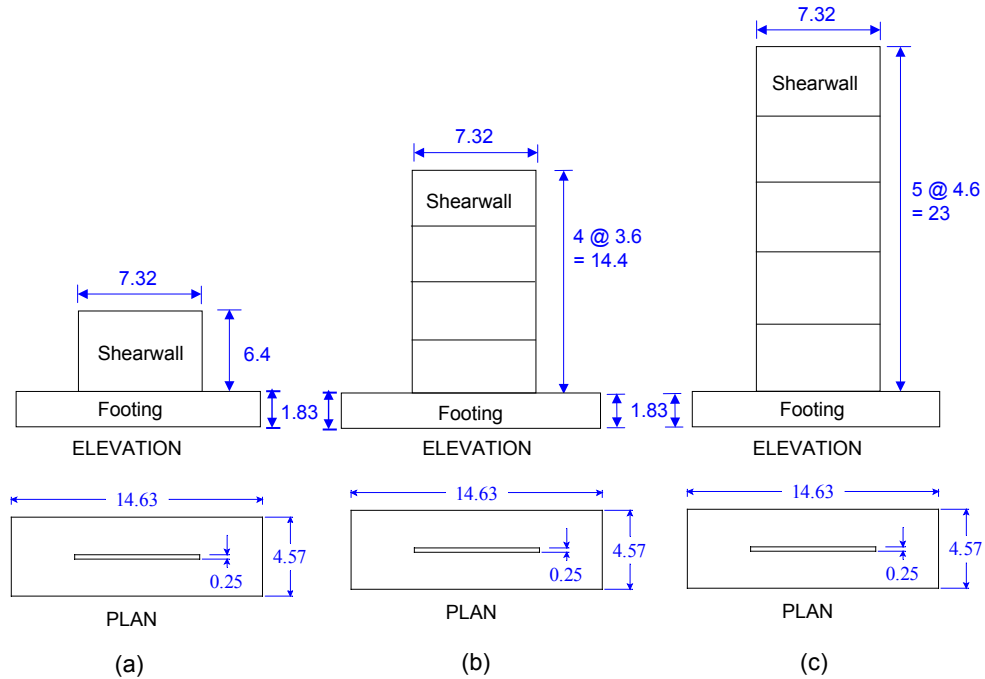 7.32
Shearwall
6.4
Footing
1.83
ELEVATION
14.63
4.57
0.25
PLAN
(a)
7.32
Shearwall
4 @ 3.6
= 14.4
Footing
1.83
ELEVATION
14.63
4.57
0.25
PLAN
(b)
7.32
Shearwall
5 @ 4.6
= 23
Footing
1.83
ELEVATION
14.63
4.57
0.25
PLAN
(c)